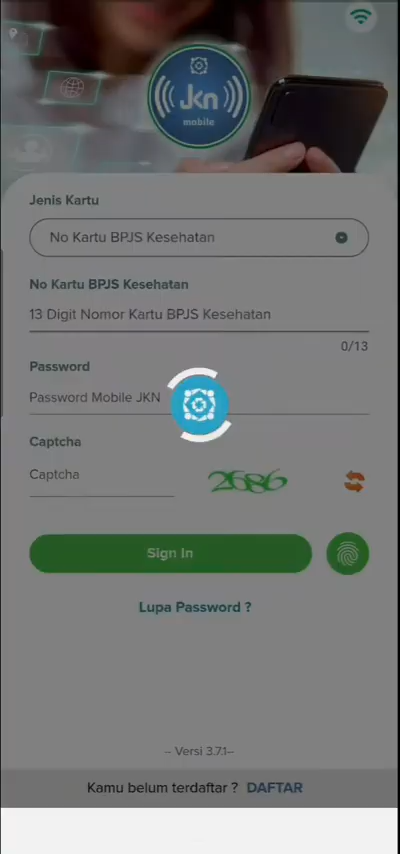 Jkn
mobile
Jenis Kartu
No Kartu BPJS Kesehatan
No Kartu BPJS Kesehatan
13 Digit Nomor Kartu BPJS Kesehatan
0/13
Password
Password Mobile JKN
Captcha
Captcha 2686
Sign In
Lupa Password ?
-- Versi 3.7.1--
Kamu belum terdaftar ? DAFTAR